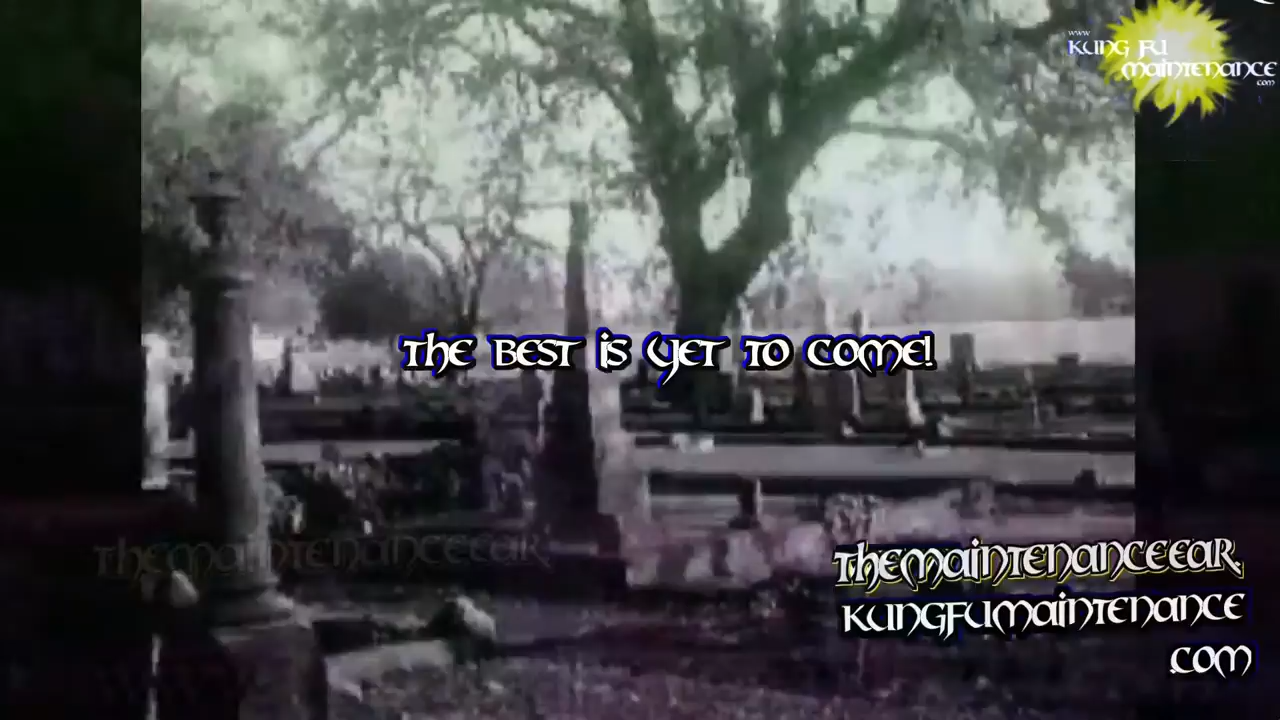 www
KUNG FU
MAINTENANCE
.com
THE BEST IS YET TO COME!
THEMAINTENANCEEAR
THEMAINTENANCEEAR
KUNGFUMAINTENANCE
.COM